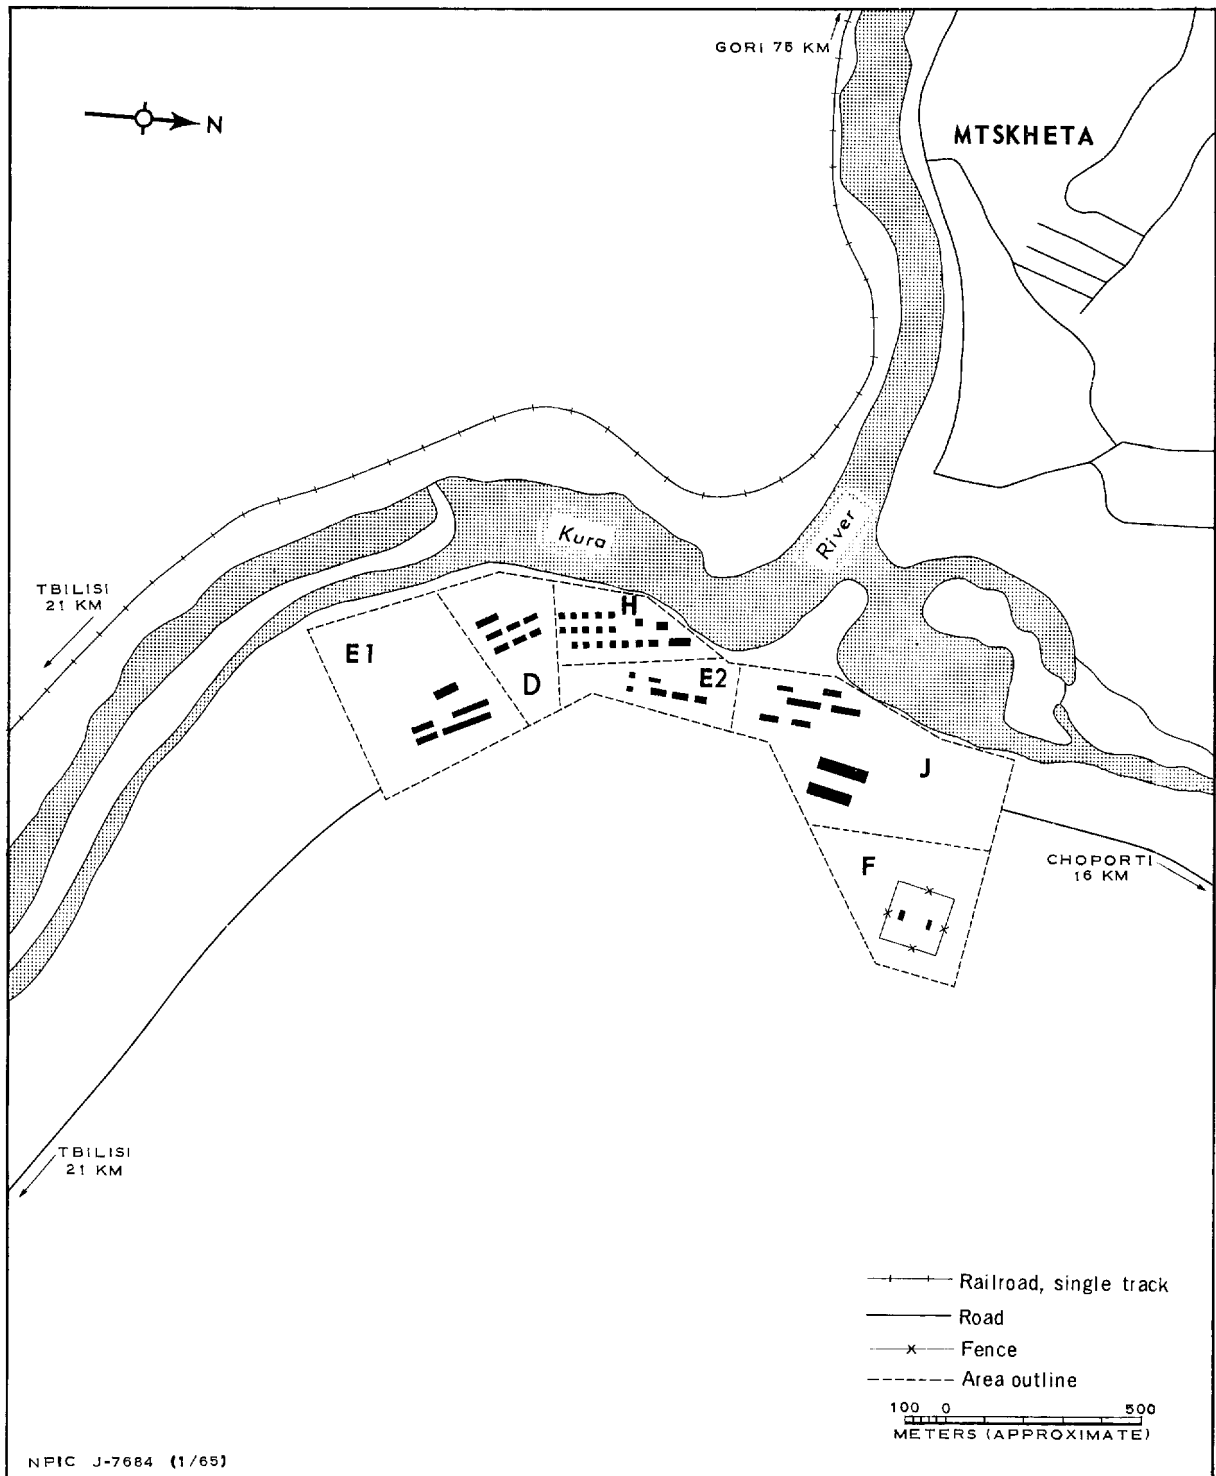 GORI 75 KM
N
MTSKHETA
Kura
River
TBILISI
21 KM
H
E1
D
E2
J
F
CHOPORTI
16 KM
TBILISI
21 KM
Railroad, single track
Road
Fence
Area outline
100 0 500
METERS (APPROXIMATE)
NPIC J-7684 (1/65)